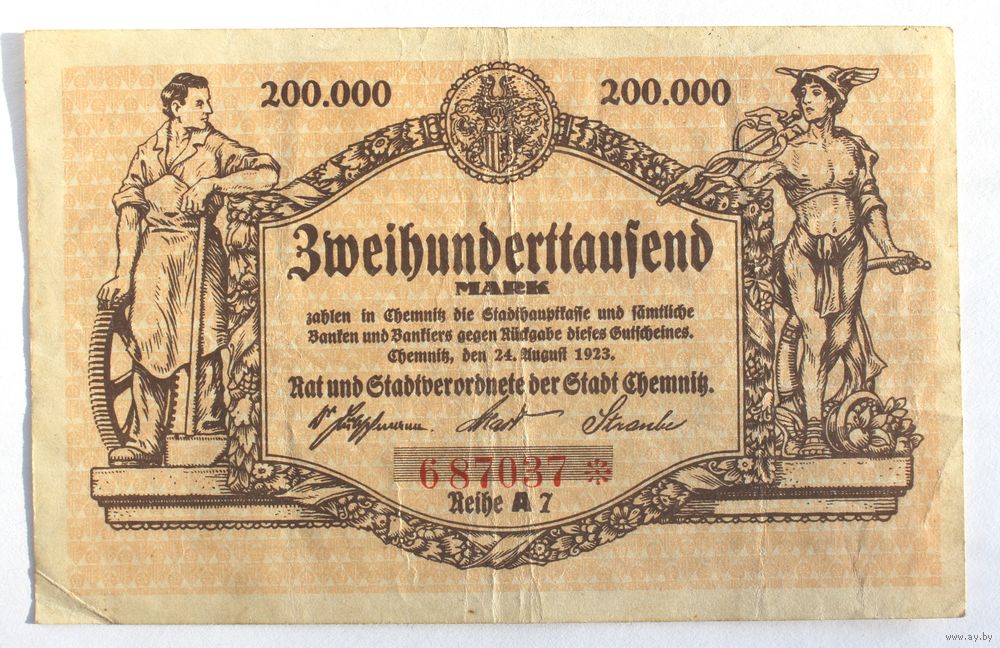 200.000
200.000
Zweihunderttausend
MARK
zahlen in Chemnitz die Stadthauptkasse und sämtliche
Banken und Bankiers gegen Rückgabe dieses Gutscheines.
Chemnitz, den 24. August 1923.
Rat und Stadtverordnete der Stadt Chemnitz.
Straube
687037 *
Reihe A 7
www.ay.by